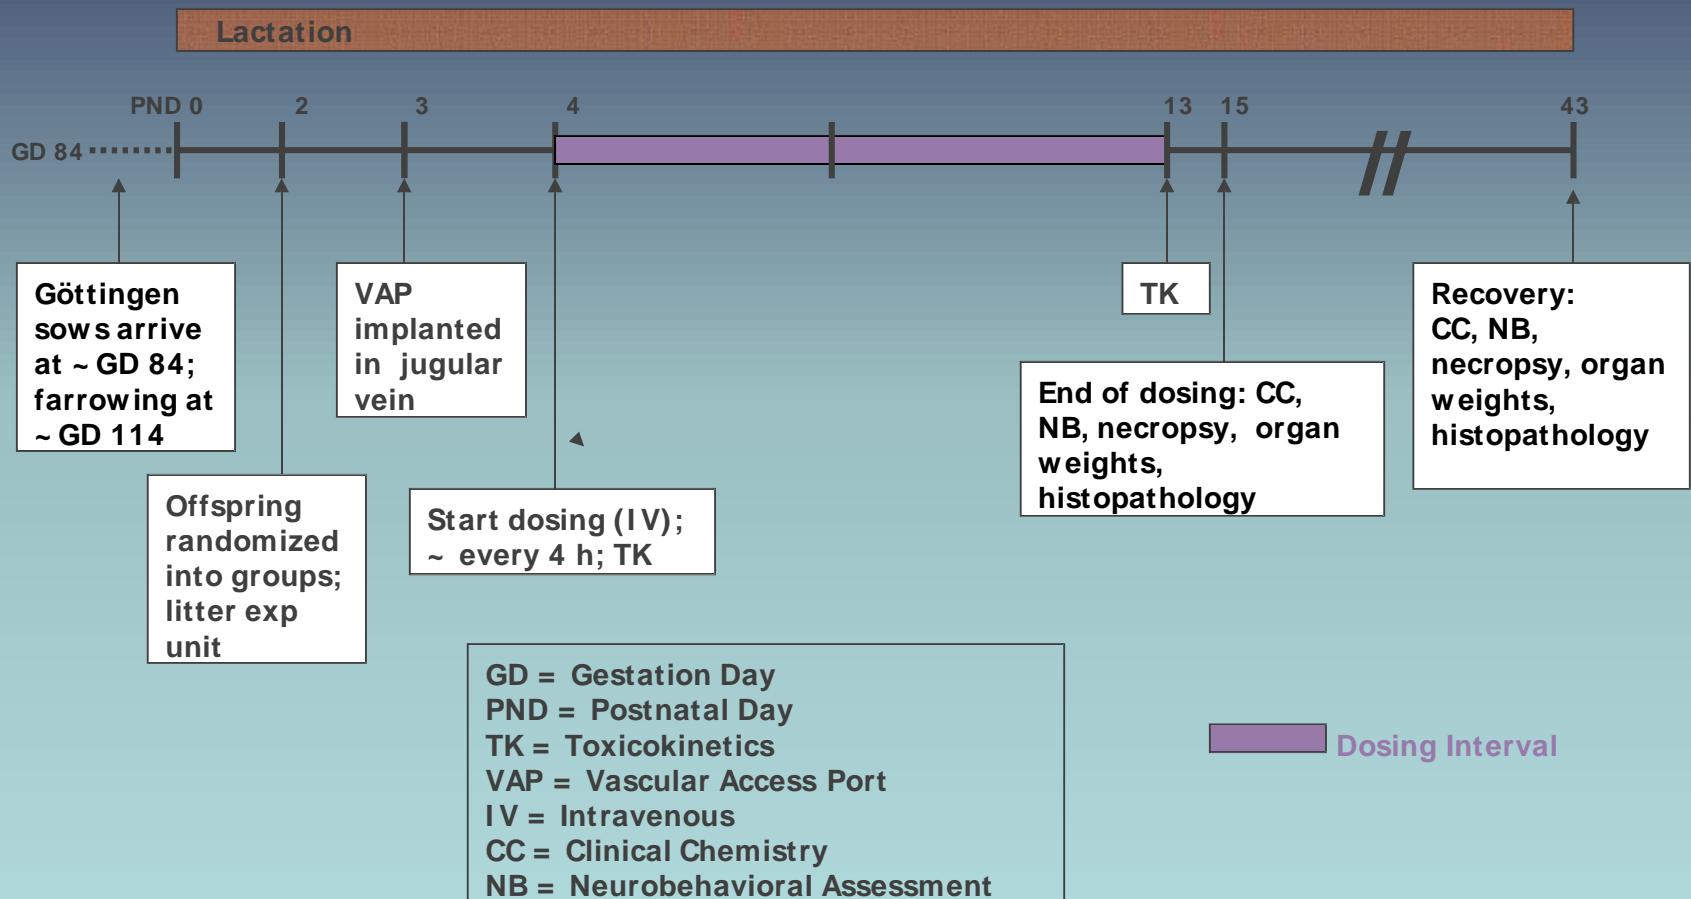 Lactation
PND 0 2 3 4 13 15 43
GD 84
Göttingen
sows arrive
at ~ GD 84;
farrowing at
~ GD 114
VAP
implanted
in jugular
vein
TK
Recovery:
CC, NB,
necropsy, organ
weights,
histopathology
End of dosing: CC,
NB, necropsy, organ
weights,
histopathology
Offspring
randomized
into groups;
litter exp
unit
Start dosing (IV);
~ every 4 h; TK
GD = Gestation Day
PND = Postnatal Day
TK = Toxicokinetics
VAP = Vascular Access Port
IV = Intravenous
CC = Clinical Chemistry
NB = Neurobehavioral Assessment
Dosing Interval